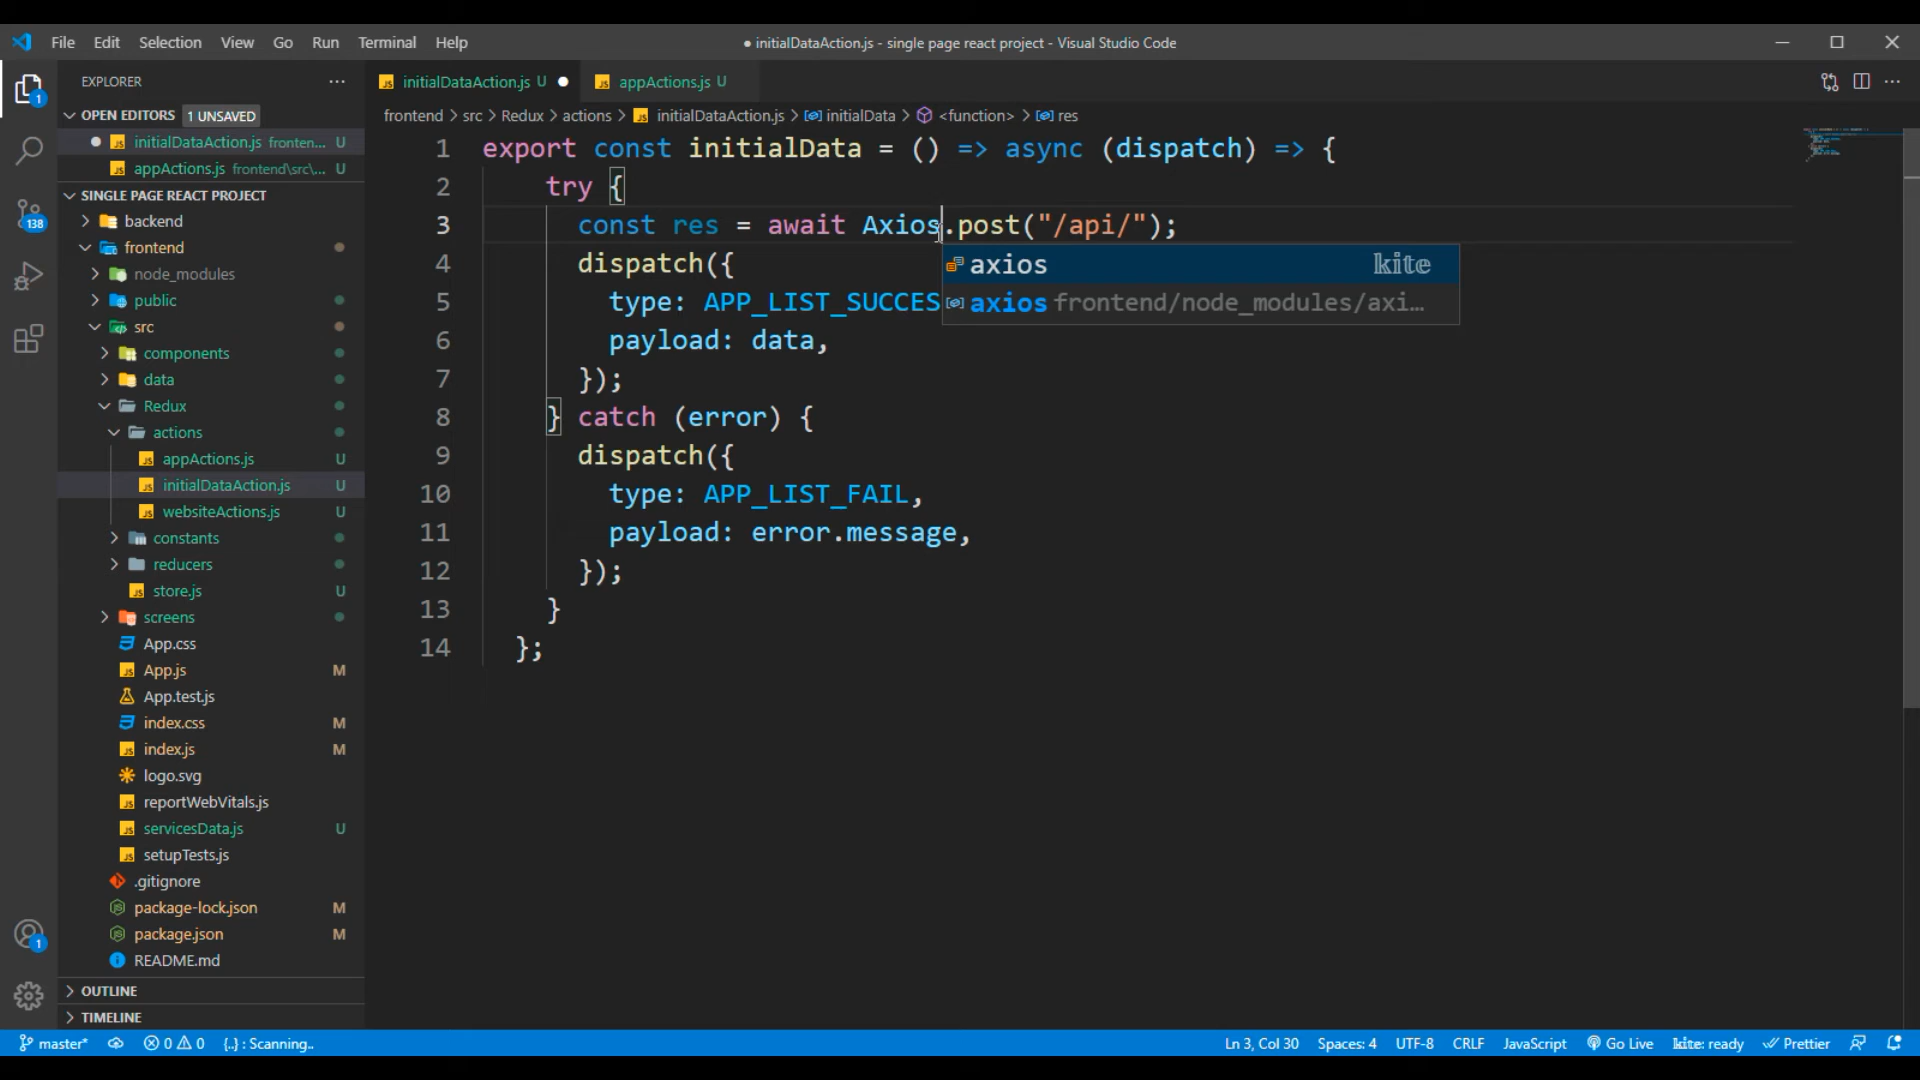 File Edit Selection View Go Run Terminal Help
● initialDataAction.js - single page react project - Visual Studio Code
EXPLORER
OPEN EDITORS 1 UNSAVED
initialDataAction.js fronten... U
appActions.js frontend\src\... U
SINGLE PAGE REACT PROJECT
backend
frontend
node_modules
public
src
components
data
Redux
actions
appActions.js U
initialDataAction.js U
websiteActions.js U
constants
reducers
store.js U
screens
App.css
App.js M
App.test.js
index.css M
index.js M
logo.svg
reportWebVitals.js
servicesData.js U
setupTests.js
.gitignore
package-lock.json M
package.json M
README.md
OUTLINE
TIMELINE
1
138
1
initialDataAction.js U
appActions.js U
frontend > src > Redux > actions > initialDataAction.js > initialData > <function> > res
1 export const initialData = () => async (dispatch) => {
2 try {
3 const res = await Axios.post("/api/");
4 dispatch({
5 type: APP_LIST_SUCCES
6 payload: data,
7 });
8 } catch (error) {
9 dispatch({
10 type: APP_LIST_FAIL,
11 payload: error.message,
12 });
13 }
14 };
axios kite
axios frontend/node_modules/axi...
master* 0 0 {..} : Scanning..
Ln 3, Col 30 Spaces: 4 UTF-8 CRLF JavaScript Go Live kite: ready Prettier